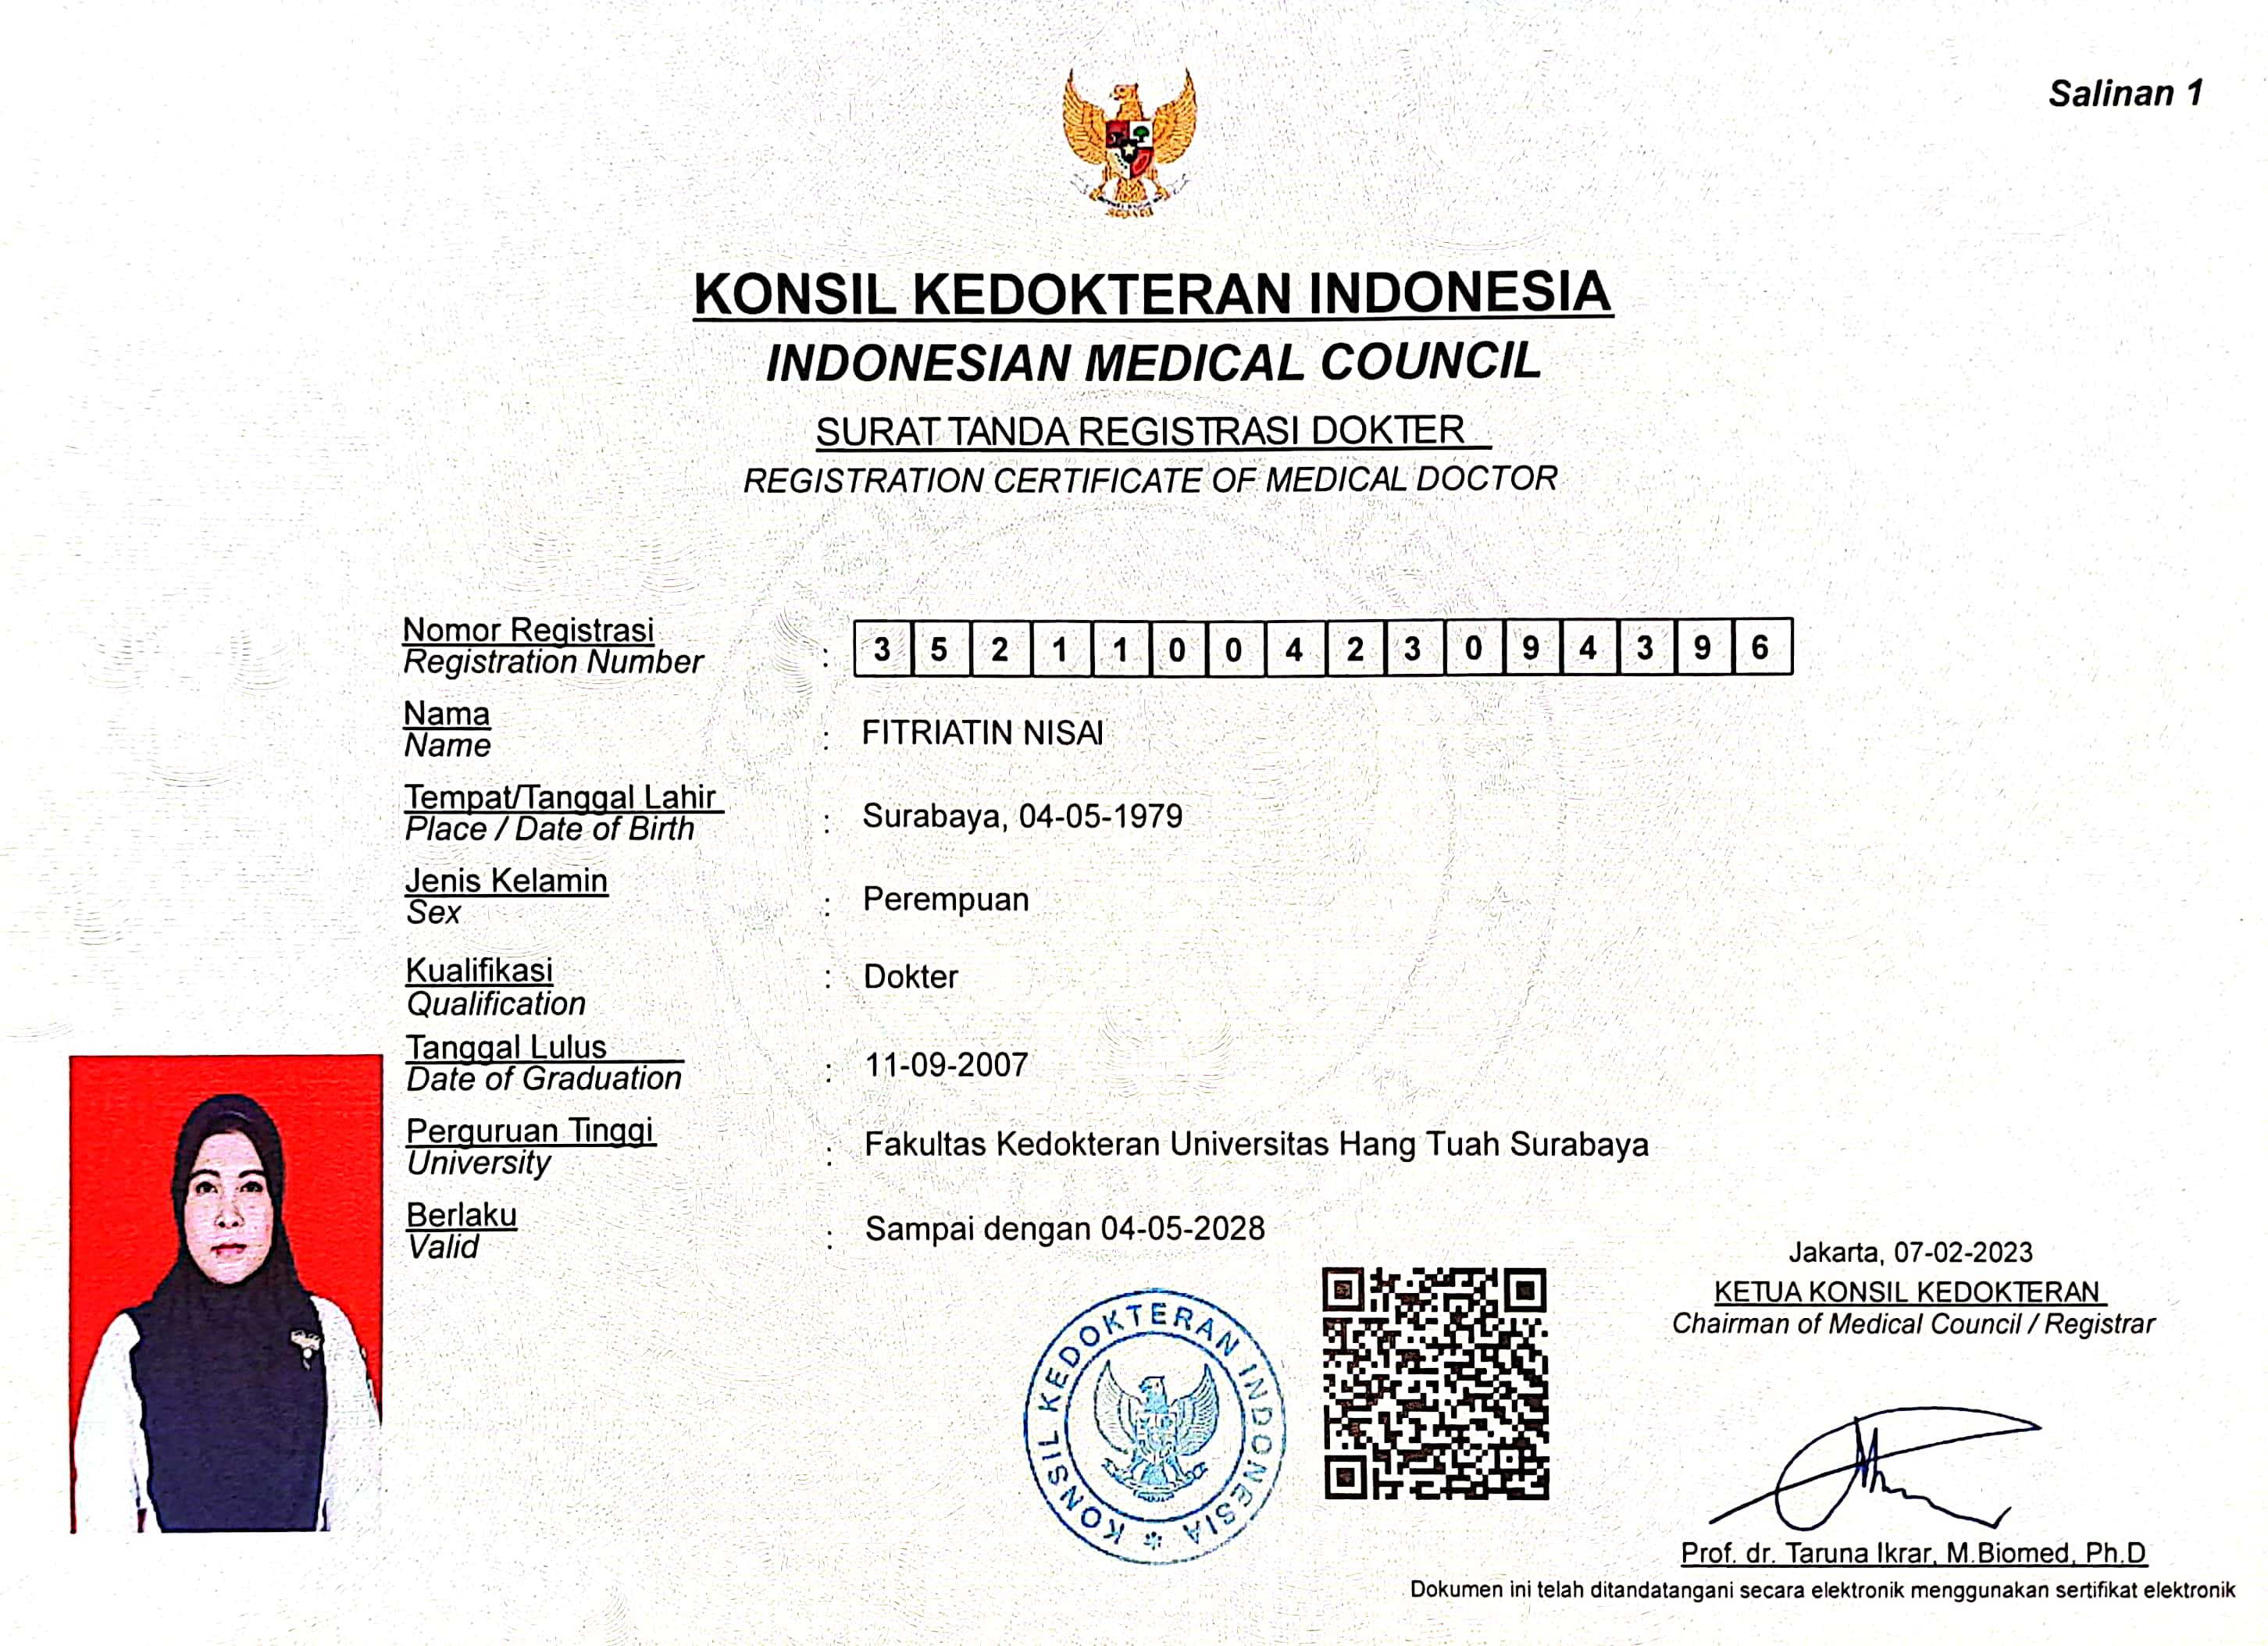 Salinan 1
KONSIL KEDOKTERAN INDONESIA
INDONESIAN MEDICAL COUNCIL
SURAT TANDA REGISTRASI DOKTER
REGISTRATION CERTIFICATE OF MEDICAL DOCTOR
Nomor Registrasi
Registration Number : 3 5 2 1 1 0 0 4 2 3 0 9 4 3 9 6
Nama
Name : FITRIATIN NISAI
Tempat/Tanggal Lahir
Place / Date of Birth : Surabaya, 04-05-1979
Jenis Kelamin
Sex : Perempuan
Kualifikasi : Dokter
Qualification
Tanggal Lulus
Date of Graduation : 11-09-2007
Perguruan Tinggi
University : Fakultas Kedokteran Universitas Hang Tuah Surabaya
Berlaku
Valid : Sampai dengan 04-05-2028
Jakarta, 07-02-2023
KETUA KONSIL KEDOKTERAN
Chairman of Medical Council / Registrar
KONSIL KEDOKTERAN INDONESIA
Prof. dr. Taruna Ikrar, M.Biomed, Ph.D
Dokumen ini telah ditandatangani secara elektronik menggunakan sertifikat elektronik